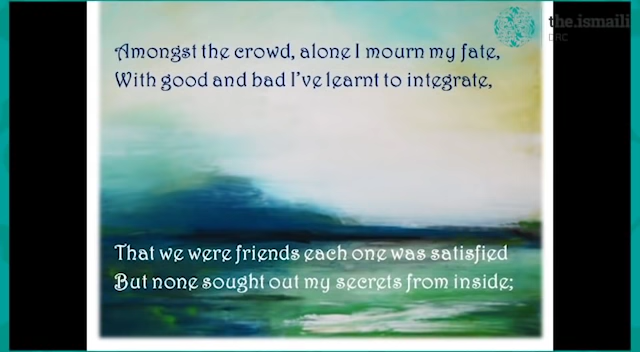 the.ismaili
DRC
Amongst the crowd, alone I mourn my fate,
With good and bad I've learnt to integrate,
That we were friends each one was satisfied
But none sought out my secrets from inside;